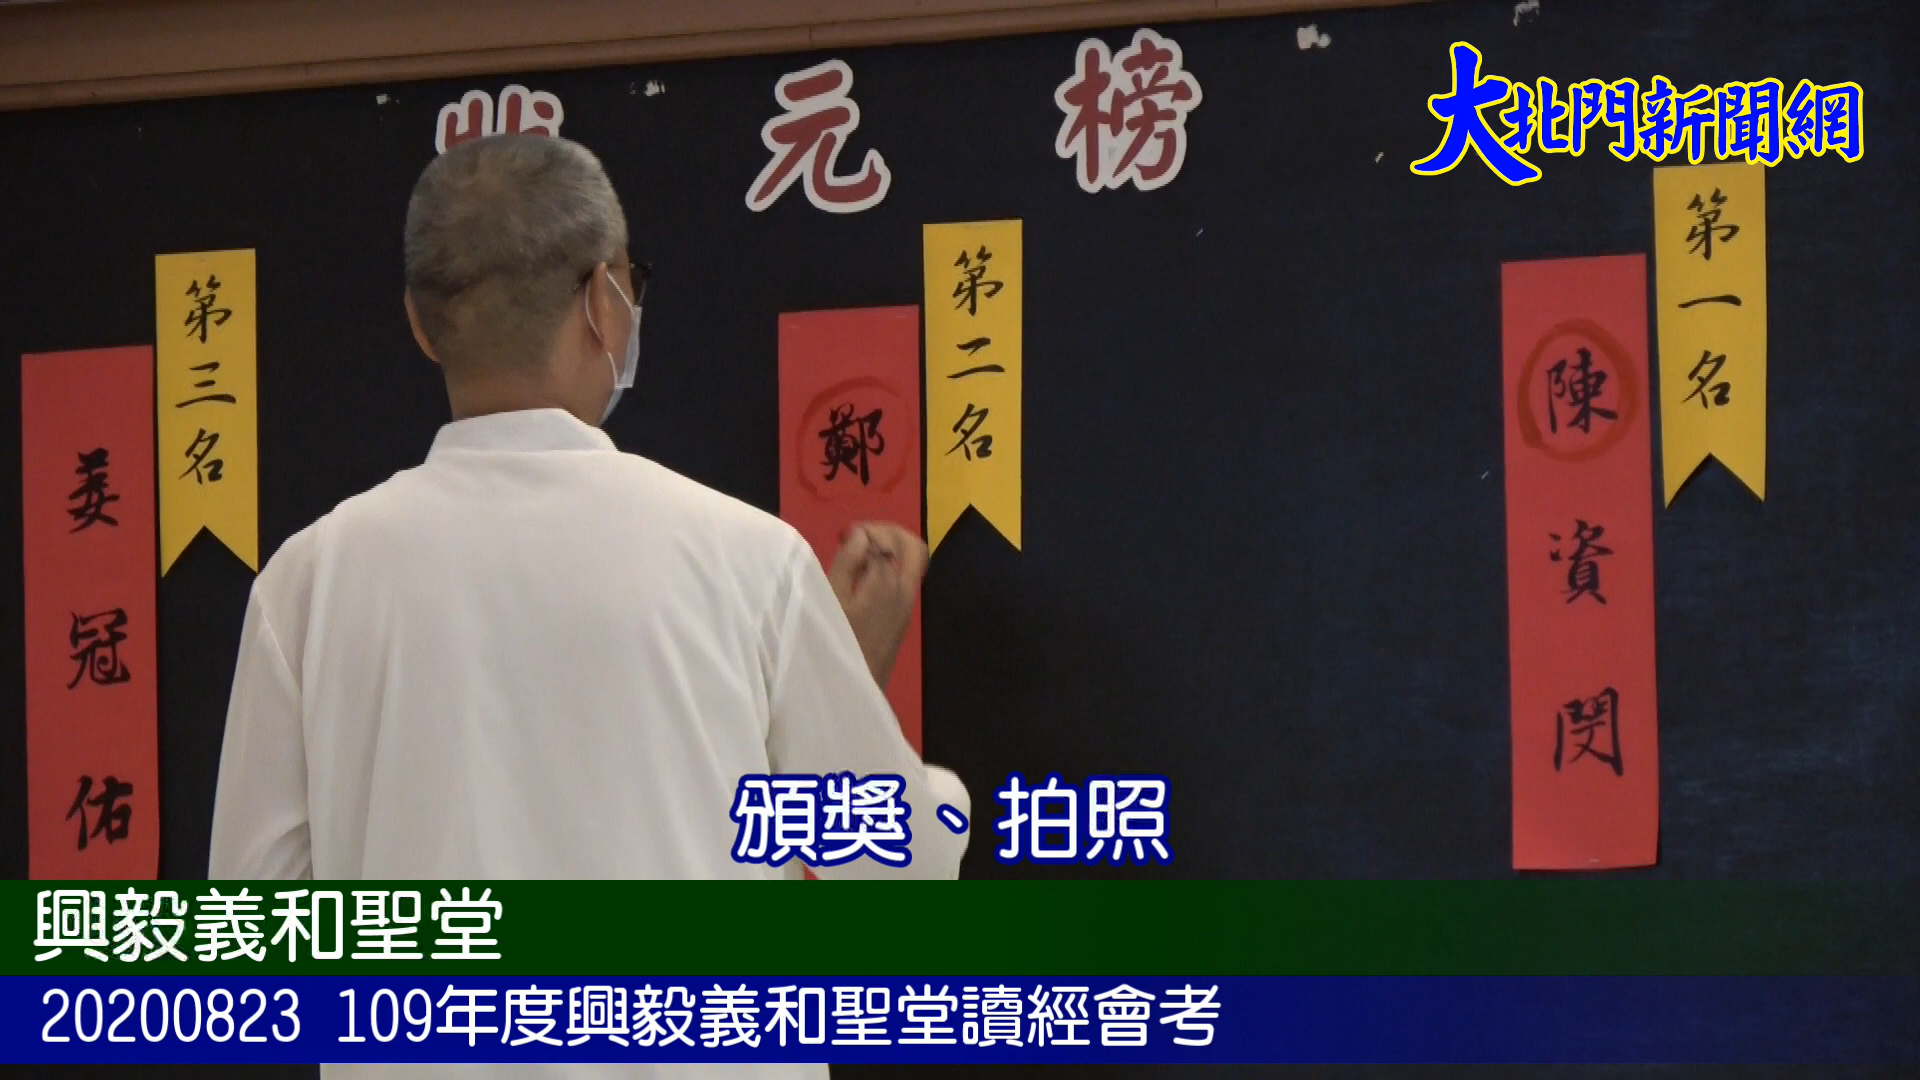 狀元榜
大北門新聞網
第一名
陳資閔
第二名
鄭
第三名
姜冠佑
頒獎、拍照
興毅義和聖堂
20200823 109年度興毅義和聖堂讀經會考